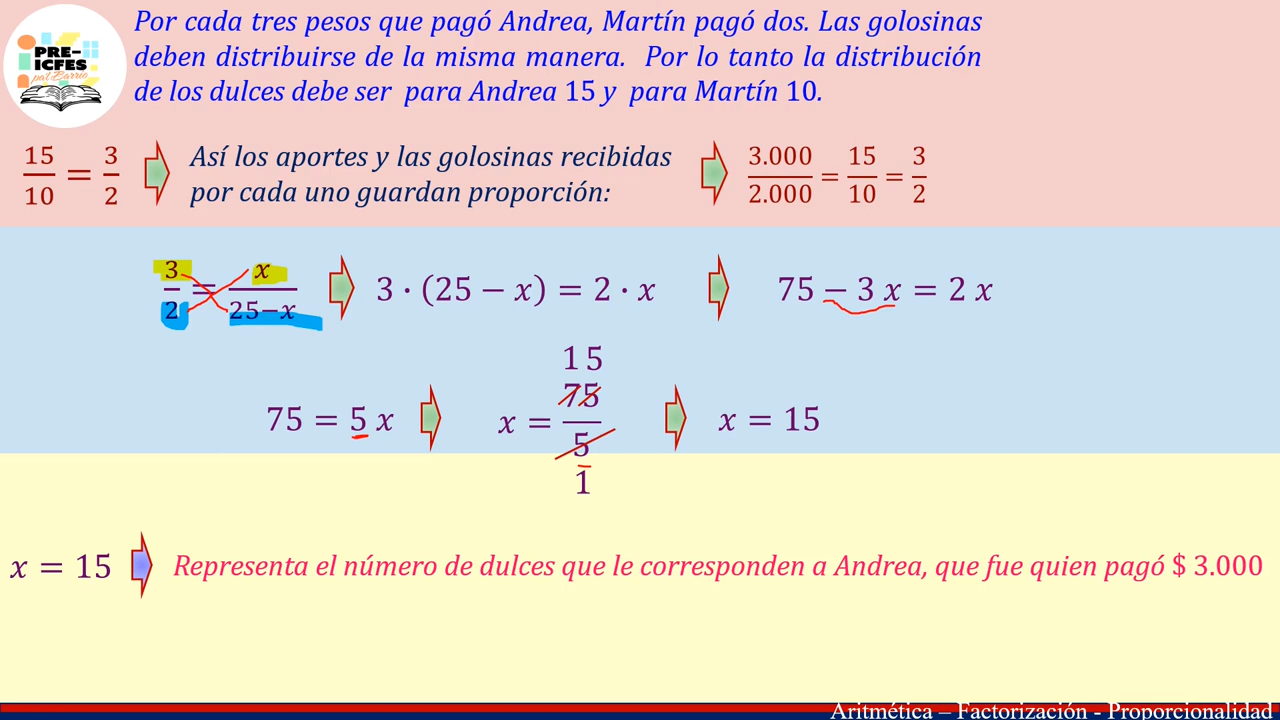 Por cada tres pesos que pagó Andrea, Martín pagó dos. Las golosinas
deben distribuirse de la misma manera. Por lo tanto la distribución
de los dulces debe ser para Andrea 15 y para Martín 10.
PRE-
ICFES
pa'l Barrio
15/10 = 3/2
Así los aportes y las golosinas recibidas
por cada uno guardan proporción:
3.000/2.000 = 15/10 = 3/2
3/2 = x/25−x
3 · (25 − x) = 2 · x
75 − 3 x = 2 x
75 = 5 x
15
x = 75/5
1
x = 15
x = 15
Representa el número de dulces que le corresponden a Andrea, que fue quien pagó $ 3.000
Aritmética – Factorización - Proporcionalidad